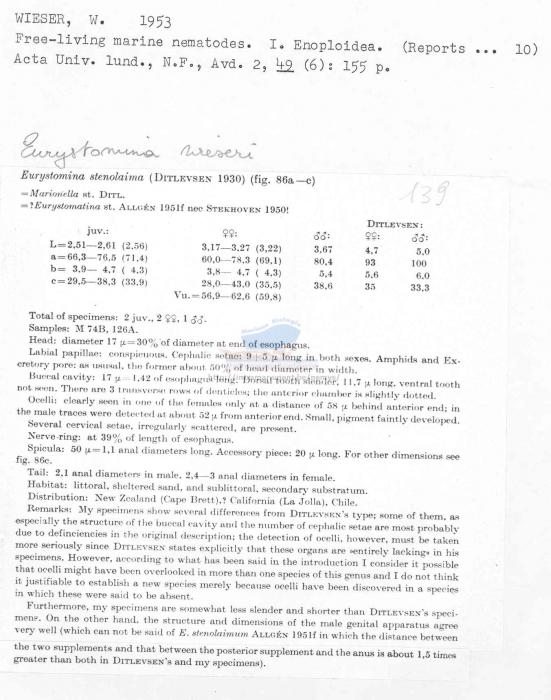 WIESER, W. 1953
Free-living marine nematodes. I. Enoploidea. (Reports ... 10)
Acta Univ. lund., N.F., Avd. 2, 49 (6): 155 p.
Eurystomina wieseri
139
Eurystomina stenolaima (DITLEVSEN 1930) (fig. 86a—c)
=Marionella st. DITL.
=?Eurystomatina st. ALLGÉN 1951f nec STEKHOVEN 1950!
DITLEVSEN:
juv.: ♀♀: ♂♂: ♀♀: ♂♂:
L=2,51—2,61 (2,56) 3,17—3,27 (3,22) 3,67 4,7 5,0
a=66,3—76,5 (71,4) 60,0—78,3 (69,1) 80,4 93 100
b= 3,9— 4,7 ( 4,3) 3,8— 4,7 ( 4,3) 5,4 5,6 6,0
c=29,5—38,3 (33,9) 28,0—43,0 (35,5) 38,6 35 33,3
Vu.=56,9—62,6 (59,8)
Total of specimens: 2 juv., 2 ♀♀, 1 ♂♂.
Samples: M 74B, 126A.
Head: diameter 17 μ=30% of diameter at end of esophagus.
Labial papillae: conspicuous. Cephalic setae: 9+5 μ long in both sexes. Amphids and Ex-
cretory pore: as usual, the former about 50% of head diameter in width.
Buccal cavity: 17 μ=1,42 of esophagus long. Dorsal tooth slender, 11,7 μ long, ventral tooth
not seen. There are 3 transverse rows of denticles; the anterior chamber is slightly dotted.
Ocelli: clearly seen in one of the females only at a distance of 58 μ behind anterior end; in
the male traces were detected at about 52 μ from anterior end. Small, pigment faintly developed.
Several cervical setae, irregularly scattered, are present.
Nerve-ring: at 39% of length of esophagus.
Spicula: 50 μ=1,1 anal diameters long. Accessory piece: 20 μ long. For other dimensions see
fig. 86c.
Tail: 2,1 anal diameters in male, 2,4—3 anal diameters in female.
Habitat: littoral, sheltered sand, and sublittoral, secondary substratum.
Distribution: New Zealand (Cape Brett),? California (La Jolla), Chile.
Remarks: My specimens show several differences from DITLEVSEN's type; some of them, as
especially the structure of the buccal cavity and the number of cephalic setae are most probably
due to definciencies in the original description; the detection of ocelli, however, must be taken
more seriously since DITLEVSEN states explicitly that these organs are »entirely lacking» in his
specimens. However, according to what has been said in the introduction I consider it possible
that ocelli might have been overlooked in more than one species of this genus and I do not think
it justifiable to establish a new species merely because ocelli have been discovered in a species
in which these were said to be absent.
Furthermore, my specimens are somewhat less slender and shorter than DITLEVSEN's speci-
mens. On the other hand, the structure and dimensions of the male genital apparatus agree
very well (which can not be said of E. stenolaimum ALLGÉN 1951f in which the distance between
the two supplements and that between the posterior supplement and the anus is about 1,5 times
greater than both in DITLEVSEN's and my specimens).